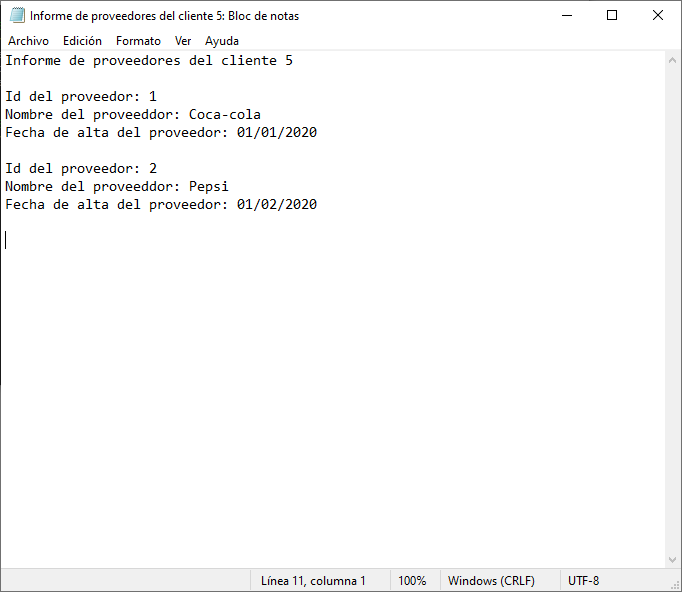 Informe de proveedores del cliente 5: Bloc de notas
Archivo Edición Formato Ver Ayuda
Informe de proveedores del cliente 5

Id del proveedor: 1
Nombre del proveeddor: Coca-cola
Fecha de alta del proveedor: 01/01/2020

Id del proveedor: 2
Nombre del proveeddor: Pepsi
Fecha de alta del proveedor: 01/02/2020

Línea 11, columna 1 100% Windows (CRLF) UTF-8